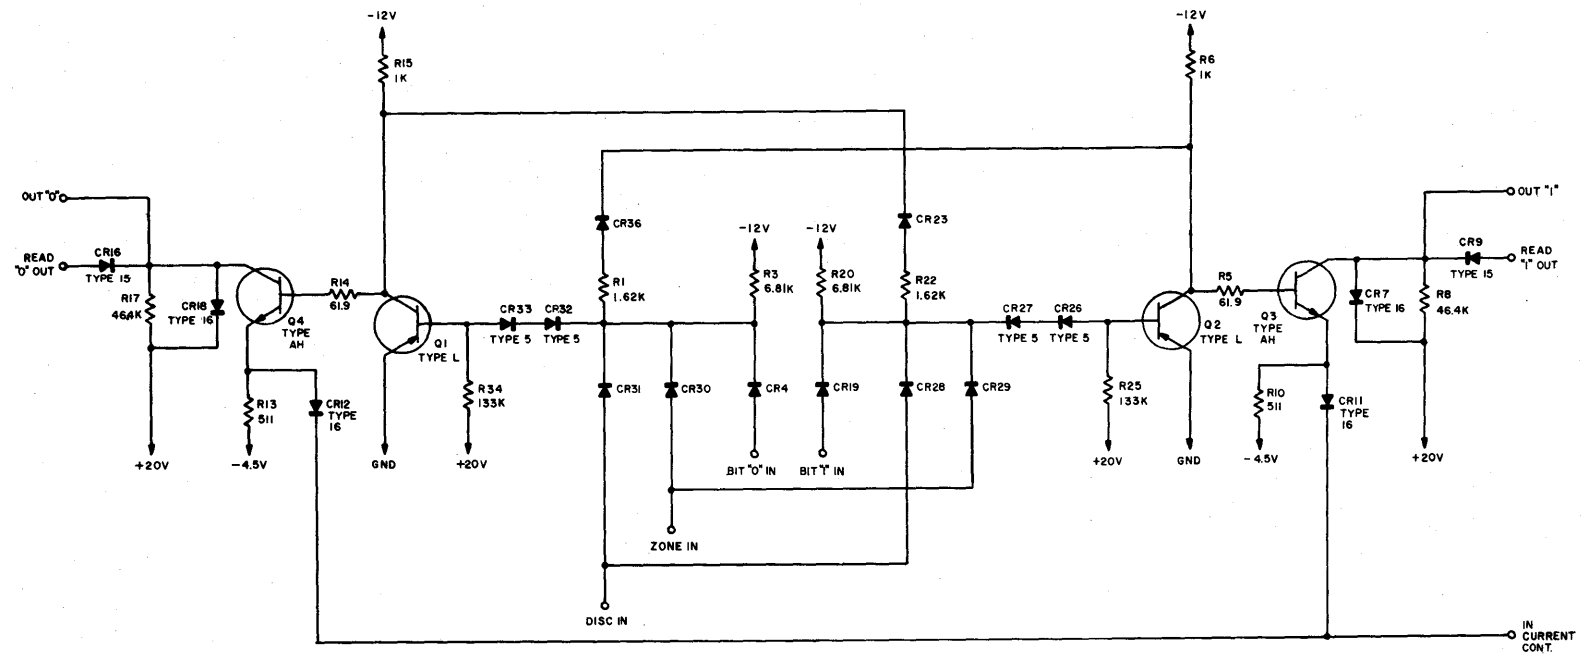 -12V
-12V
R15
1K
R6
1K
OUT "0"
OUT "1"
CR36
CR23
-12V
-12V
CR16
READ
"0" OUT
TYPE 15
CR9
READ
"1" OUT
TYPE 15
R14
61.9
R5
61.9
R1
1.62K
R3
6.81K
R20
6.81K
R22
1.62K
R17
46.4K
CR18
TYPE 16
Q4
TYPE
AH
Q1
TYPE L
CR33
TYPE 5
CR32
TYPE 5
CR27
TYPE 5
CR26
TYPE 5
Q2
TYPE L
Q3
TYPE
AH
CR7
TYPE 16
R8
46.4K
R34
133K
CR31
CR30
CR4
CR19
CR28
CR29
R25
133K
R13
511
CR12
TYPE
16
R10
511
CR11
TYPE
16
+20V
-4.5V
GND
+20V
BIT "0" IN
BIT "1" IN
+20V
GND
-4.5V
+20V
ZONE IN
DISC IN
IN
CURRENT
CONT.